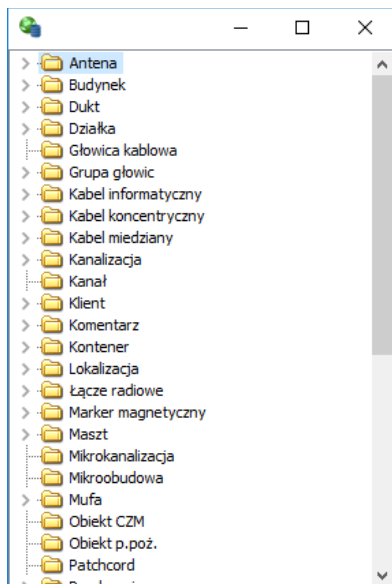 Antena
Budynek
Dukt
Działka
Głowica kablowa
Grupa głowic
Kabel informatyczny
Kabel koncentryczny
Kabel miedziany
Kanalizacja
Kanał
Klient
Komentarz
Kontener
Lokalizacja
Łącze radiowe
Marker magnetyczny
Maszt
Mikrokanalizacja
Mikroobudowa
Mufa
Obiekt CZM
Obiekt p.poż.
Patchcord